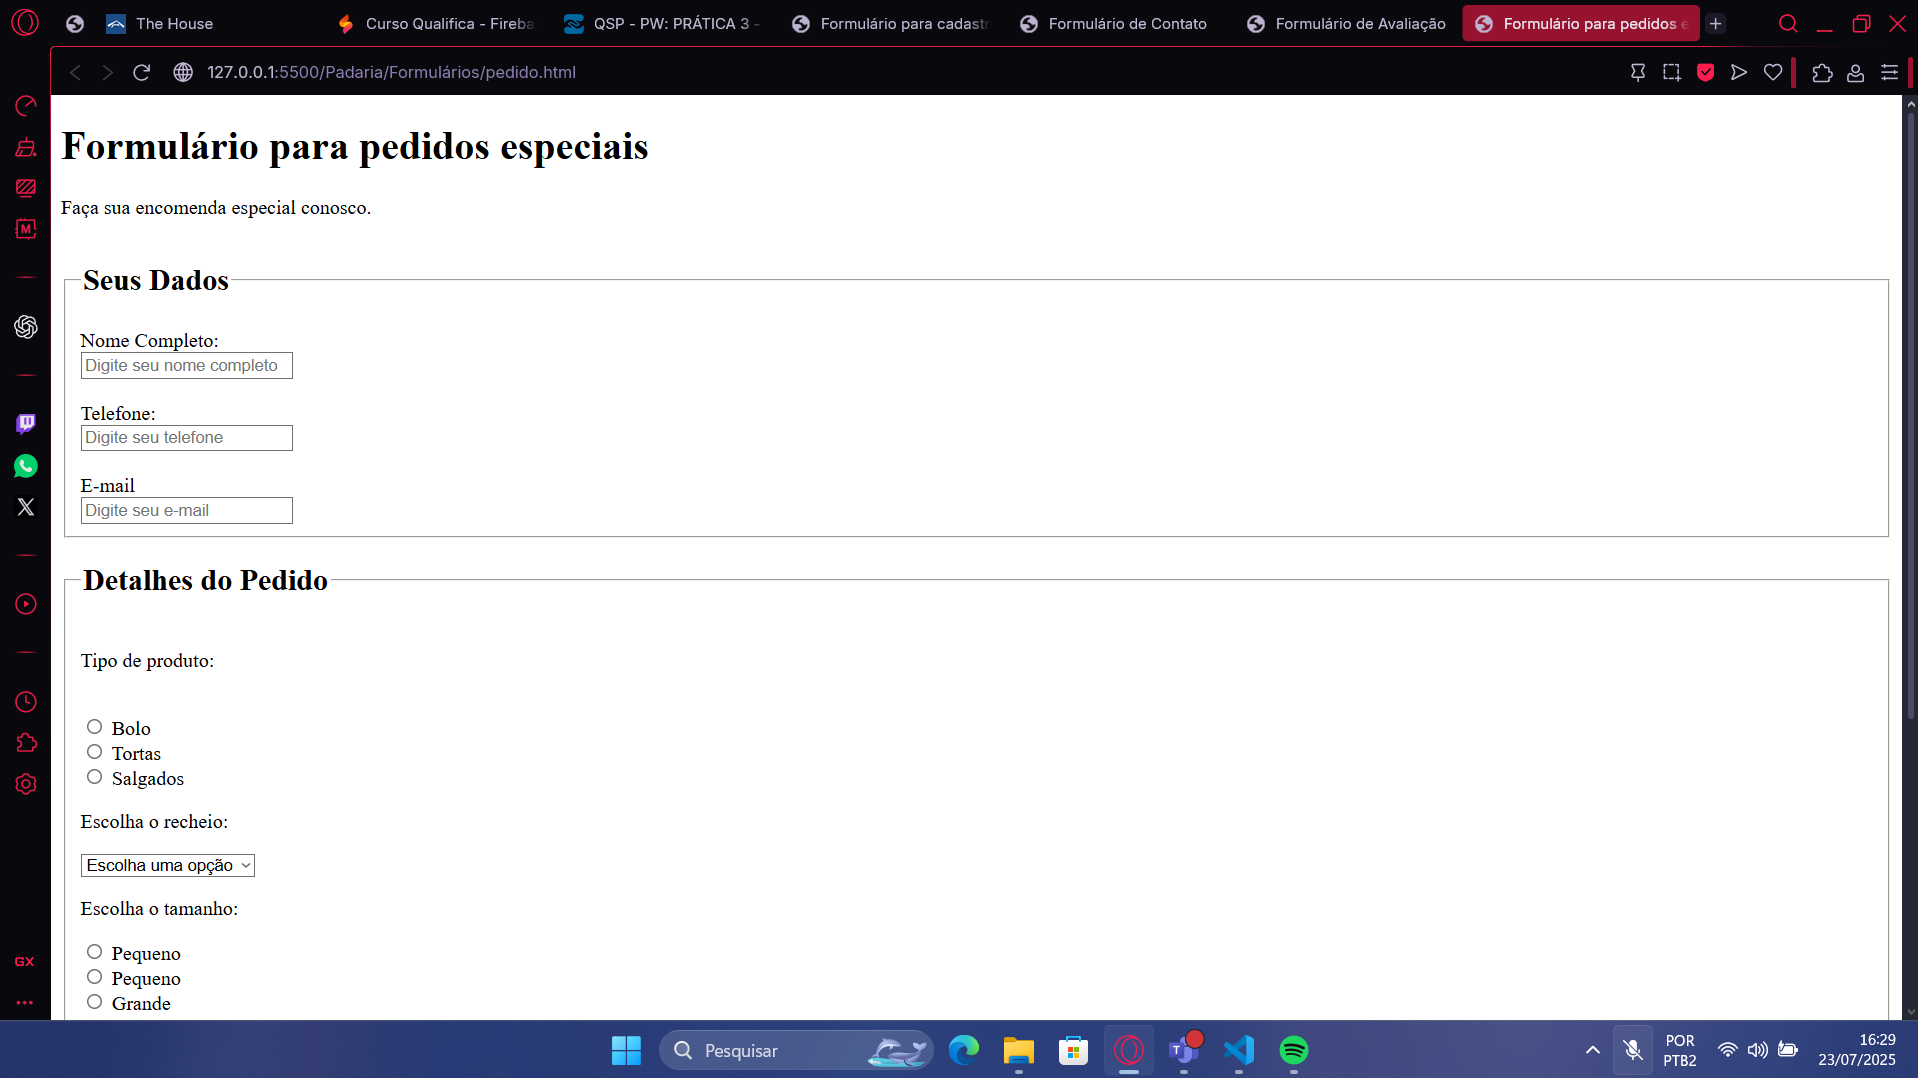 The House
Curso Qualifica - Fireba
QSP - PW: PRÁTICA 3 -
Formulário para cadastr
Formulário de Contato
Formulário de Avaliação
Formulário para pedidos e
127.0.0.1:5500/Padaria/Formulários/pedido.html
Formulário para pedidos especiais
Faça sua encomenda especial conosco.
Seus Dados
Nome Completo:
Digite seu nome completo
Telefone:
Digite seu telefone
E-mail
Digite seu e-mail
Detalhes do Pedido
Tipo de produto:
Bolo
Tortas
Salgados
Escolha o recheio:
Escolha uma opção
Escolha o tamanho:
Pequeno
Pequeno
Grande
M
GX
Pesquisar
T
POR
PTB2
16:29
23/07/2025